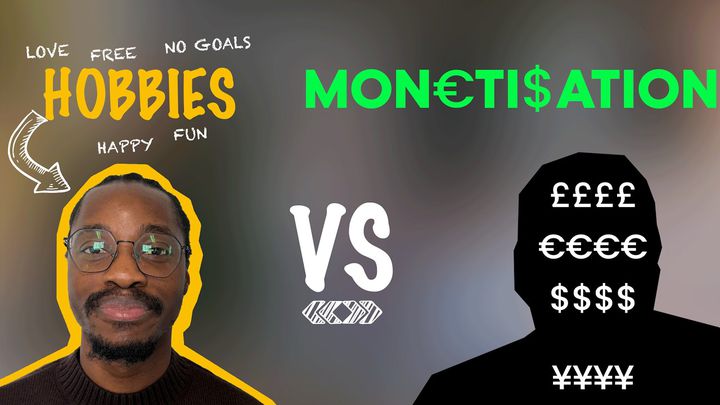 LOVE FREE NO GOALS
HOBBIES
HAPPY FUN
MON€TI$ATION
VS
££££
€€€€
$$$$
¥¥¥¥